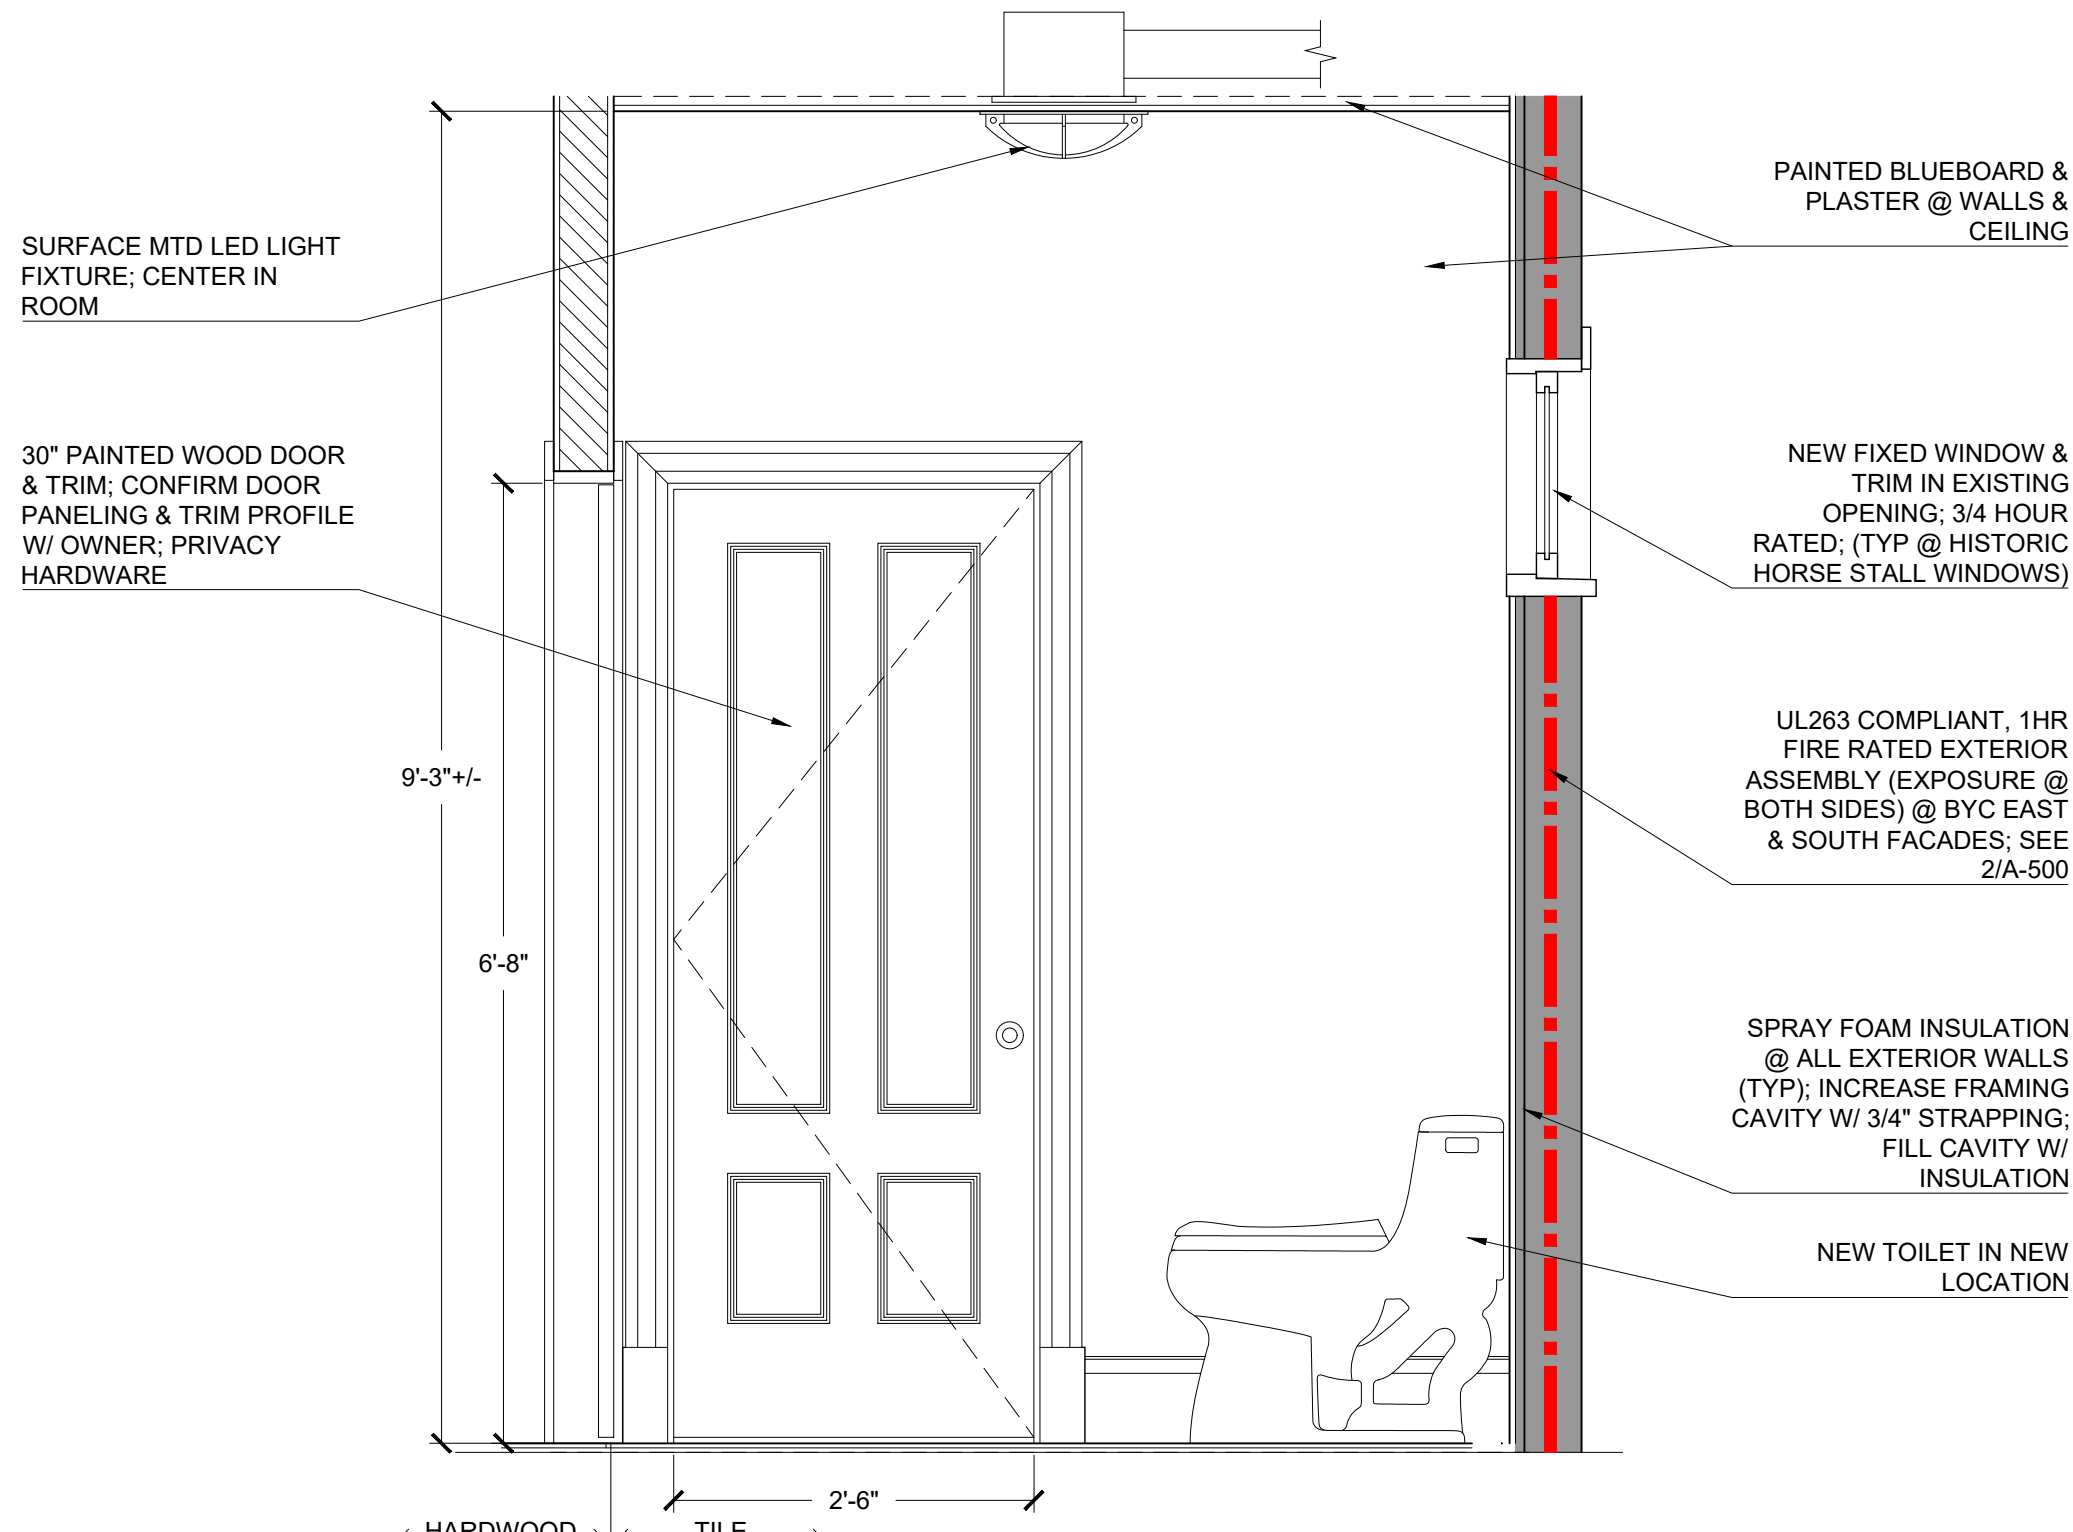 SURFACE MTD LED LIGHT
FIXTURE; CENTER IN
ROOM
30" PAINTED WOOD DOOR
& TRIM; CONFIRM DOOR
PANELING & TRIM PROFILE
W/ OWNER; PRIVACY
HARDWARE
9'-3"+/-
6'-8"
2'-6"
HARDWOOD
TILE
PAINTED BLUEBOARD &
PLASTER @ WALLS &
CEILING
NEW FIXED WINDOW &
TRIM IN EXISTING
OPENING; 3/4 HOUR
RATED; (TYP @ HISTORIC
HORSE STALL WINDOWS)
UL263 COMPLIANT, 1HR
FIRE RATED EXTERIOR
ASSEMBLY (EXPOSURE @
BOTH SIDES) @ BYC EAST
& SOUTH FACADES; SEE
2/A-500
SPRAY FOAM INSULATION
@ ALL EXTERIOR WALLS
(TYP); INCREASE FRAMING
CAVITY W/ 3/4" STRAPPING;
FILL CAVITY W/
INSULATION
NEW TOILET IN NEW
LOCATION